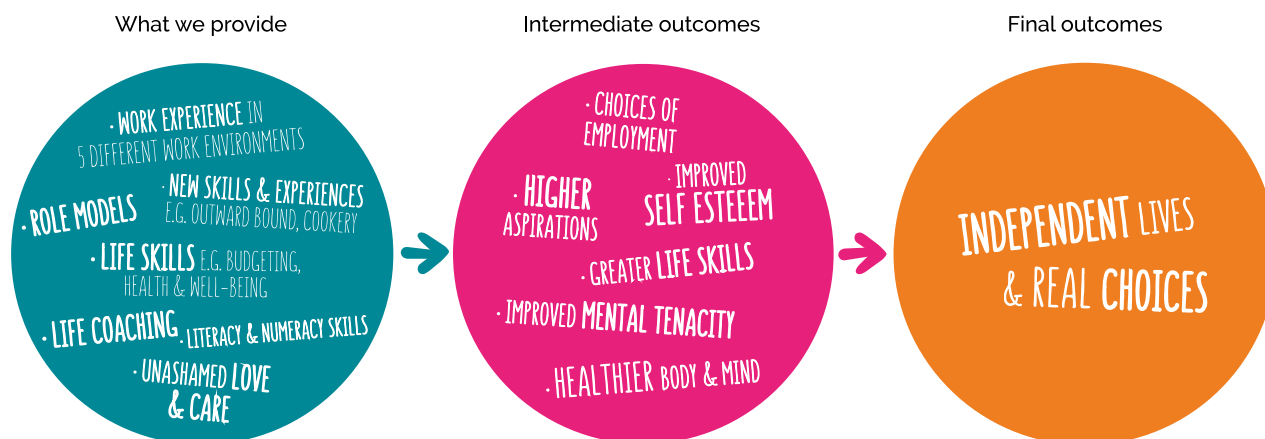 What we provide
· WORK EXPERIENCE IN
5 DIFFERENT WORK ENVIRONMENTS
· ROLE MODELS
· NEW SKILLS & EXPERIENCES
E.G. OUTWARD BOUND, COOKERY
· LIFE SKILLS E.G. BUDGETING,
HEALTH & WELL-BEING
· LIFE COACHING
· LITERACY & NUMERACY SKILLS
· UNASHAMED LOVE
& CARE
Intermediate outcomes
· CHOICES OF
EMPLOYMENT
· HIGHER
ASPIRATIONS
· IMPROVED
SELF ESTEEEM
· GREATER LIFE SKILLS
· IMPROVED MENTAL TENACITY
· HEALTHIER BODY & MIND
Final outcomes
INDEPENDENT LIVES
& REAL CHOICES